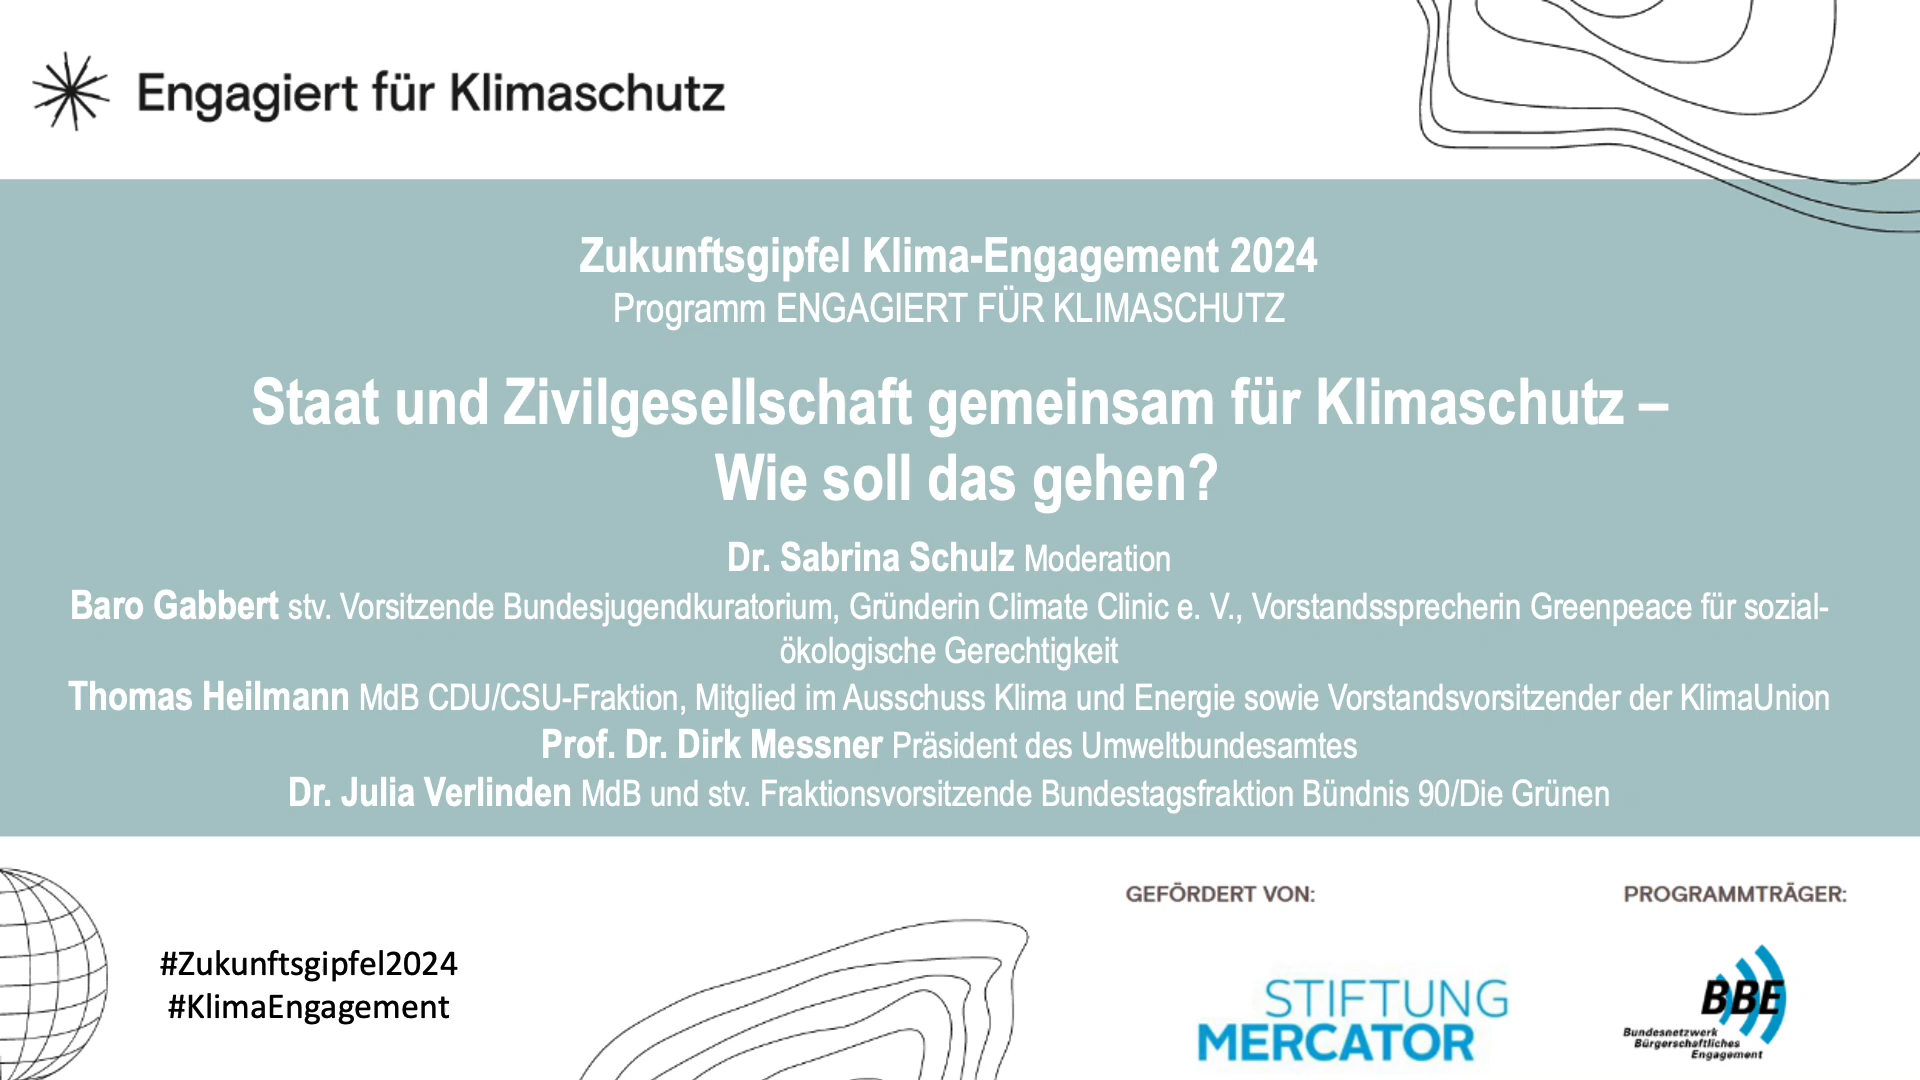 Engagiert für Klimaschutz
Zukunftsgipfel Klima-Engagement 2024
Programm ENGAGIERT FÜR KLIMASCHUTZ
Staat und Zivilgesellschaft gemeinsam für Klimaschutz –
Wie soll das gehen?
Dr. Sabrina Schulz Moderation
Baro Gabbert stv. Vorsitzende Bundesjugendkuratorium, Gründerin Climate Clinic e. V., Vorstandssprecherin Greenpeace für sozial-
ökologische Gerechtigkeit
Thomas Heilmann MdB CDU/CSU-Fraktion, Mitglied im Ausschuss Klima und Energie sowie Vorstandsvorsitzender der KlimaUnion
Prof. Dr. Dirk Messner Präsident des Umweltbundesamtes
Dr. Julia Verlinden MdB und stv. Fraktionsvorsitzende Bundestagsfraktion Bündnis 90/Die Grünen
#Zukunftsgipfel2024
#KlimaEngagement
GEFÖRDERT VON:
STIFTUNG
MERCATOR
PROGRAMMTRÄGER:
BBE
Bundesnetzwerk
Bürgerschaftliches
Engagement